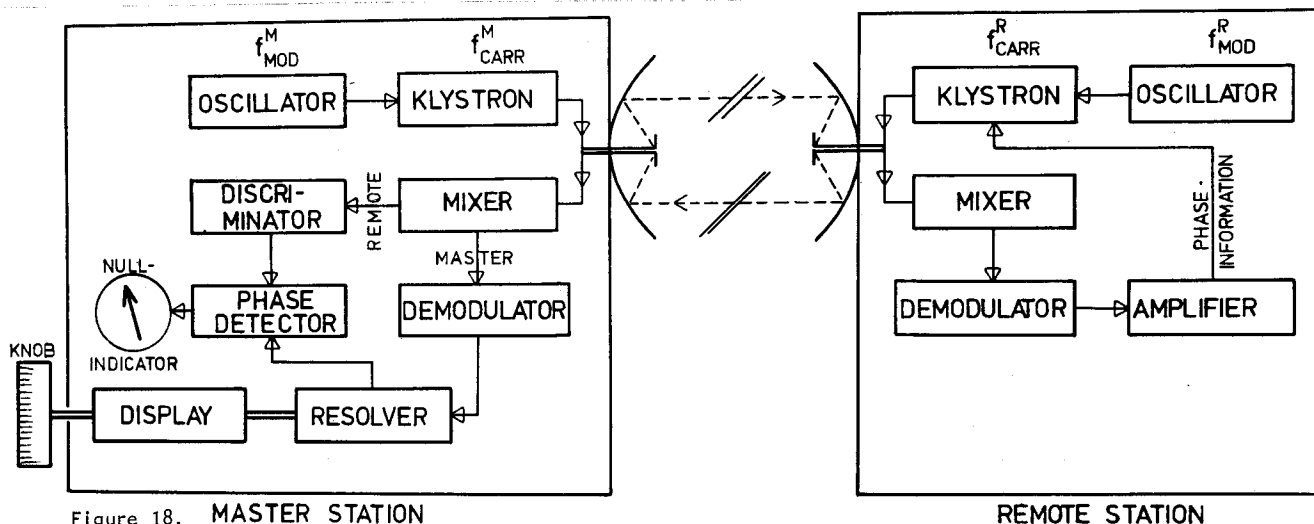 f^M_MOD
f^M_CARR
OSCILLATOR
KLYSTRON
DISCRI-
MINATOR
REMOTE
MIXER
MASTER
NULL-
INDICATOR
PHASE
DETECTOR
DEMODULATOR
KNOB
DISPLAY
RESOLVER
Figure 18. MASTER STATION
f^R_CARR
f^R_MOD
KLYSTRON
OSCILLATOR
MIXER
PHASE-
INFORMATION
DEMODULATOR
AMPLIFIER
REMOTE STATION